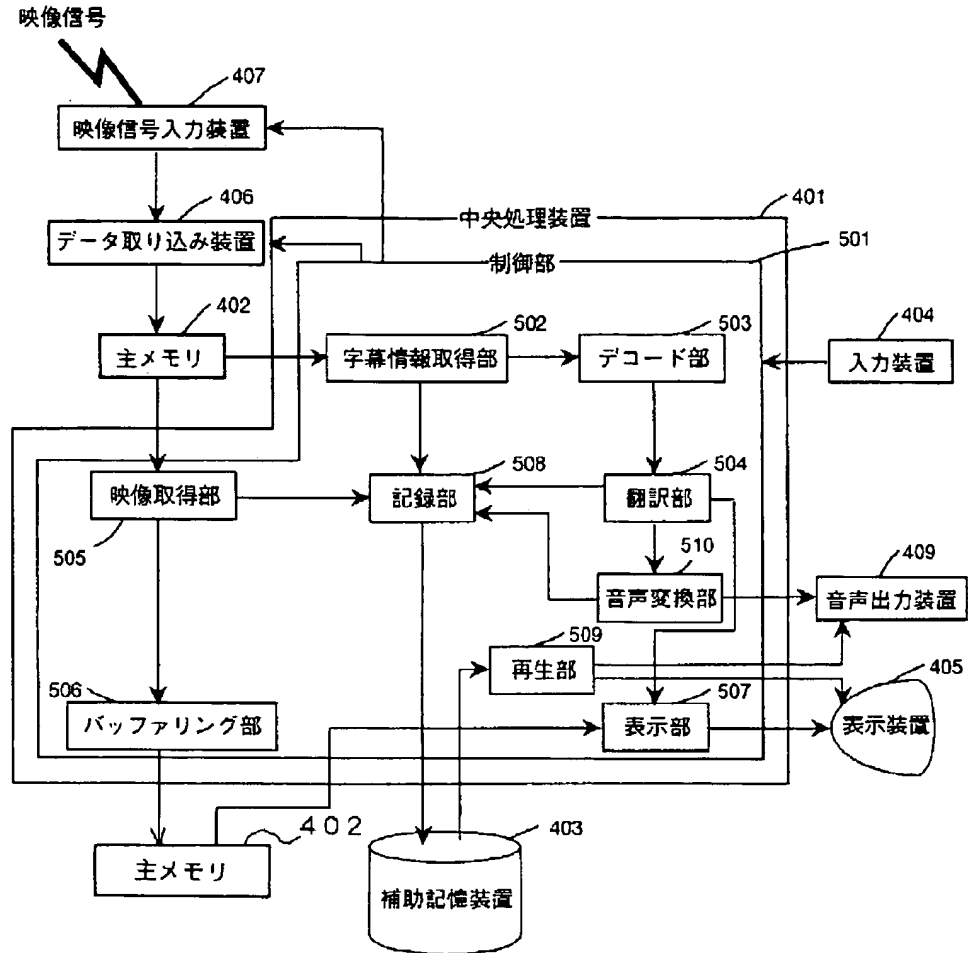 映像信号
407
映像信号入力装置
406
データ取り込み装置
中央処理装置
401
制御部
501
402
主メモリ
502
字幕情報取得部
503
デコード部
404
入力装置
映像取得部
505
508
記録部
504
翻訳部
510
音声変換部
409
音声出力装置
509
再生部
506
バッファリング部
507
表示部
405
表示装置
402
主メモリ
403
補助記憶装置